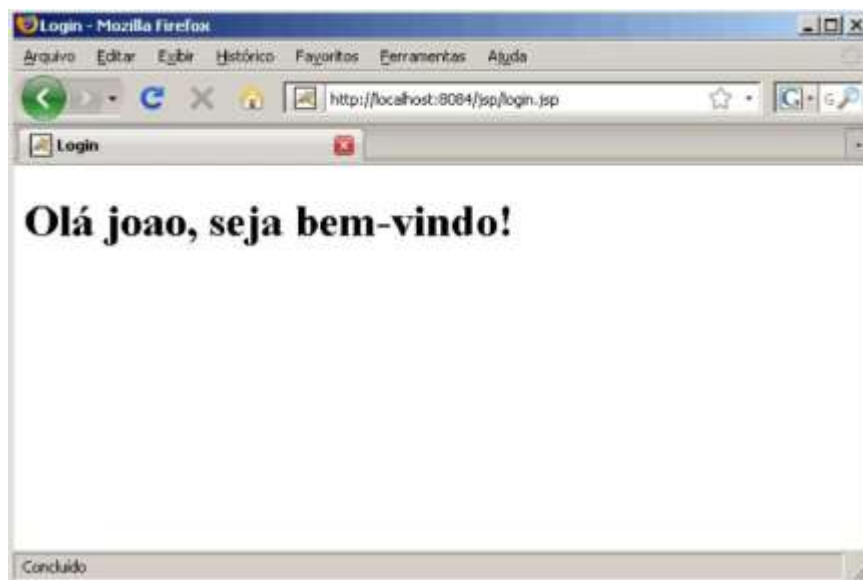 Login - Mozilla Firefox
Arquivo Editar Exibir Histórico Favoritos Ferramentas Ajuda
http://localhost:8084/jsp/login.jsp
G
Login
Olá joao, seja bem-vindo!
Concluído